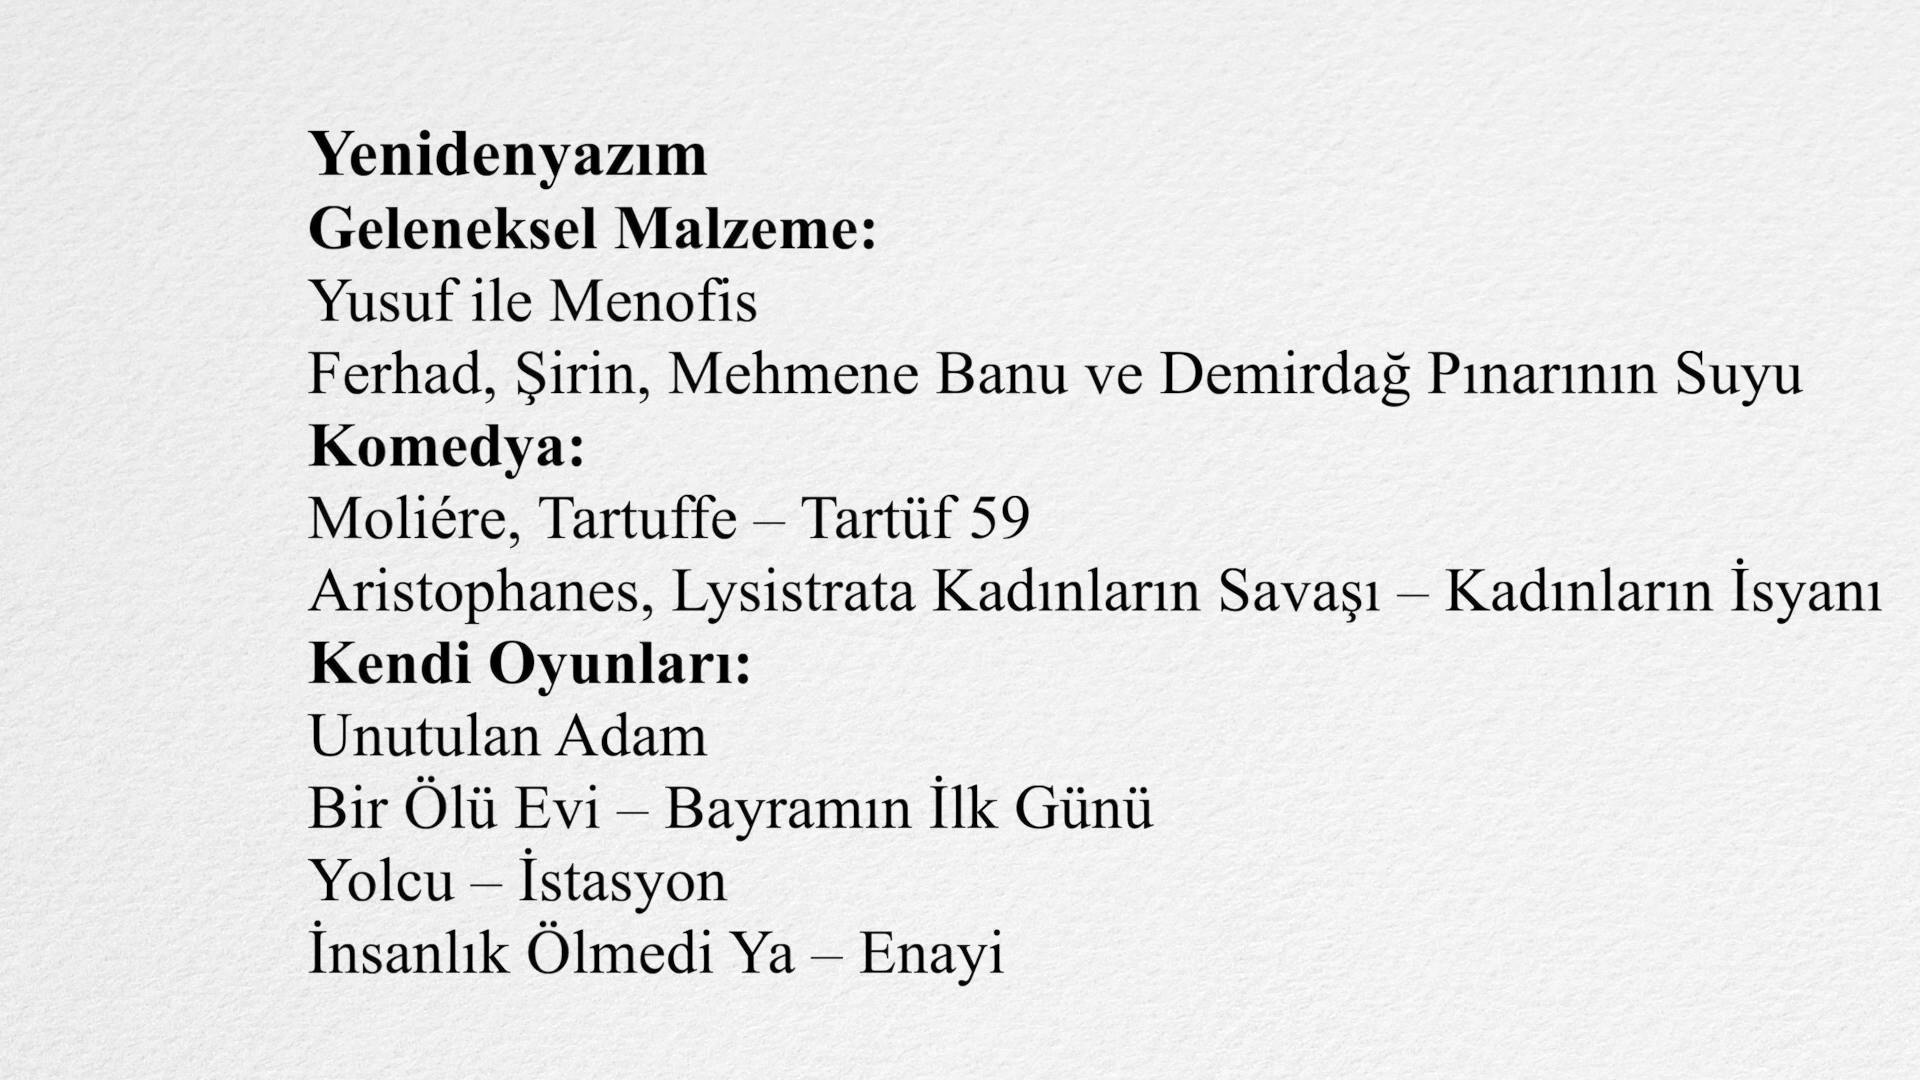 Yenidenyazım
Geleneksel Malzeme:
Yusuf ile Menofis
Ferhad, Şirin, Mehmene Banu ve Demirdağ Pınarının Suyu
Komedya:
Moliére, Tartuffe – Tartüf 59
Aristophanes, Lysistrata Kadınların Savaşı – Kadınların İsyanı
Kendi Oyunları:
Unutulan Adam
Bir Ölü Evi – Bayramın İlk Günü
Yolcu – İstasyon
İnsanlık Ölmedi Ya – Enayi